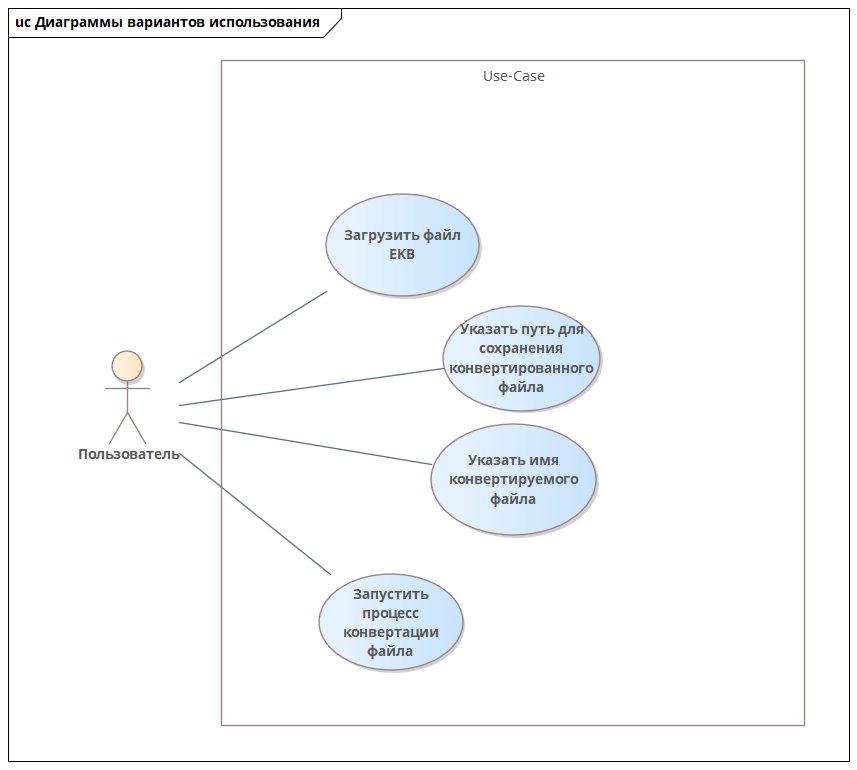 uc Диаграммы вариантов использования
Use-Case
Загрузить файл
ЕКВ
Указать путь для
сохранения
конвертированного
файла
Пользователь
Указать имя
конвертируемого
файла
Запустить
процесс
конвертации
файла